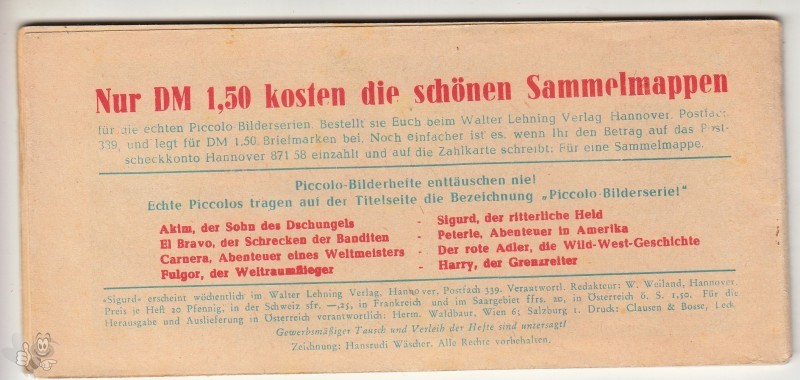 Nur DM 1,50 kosten die schönen Sammelmappen
für die echten Piccolo-Bilderserien. Bestellt sie Euch beim Walter Lehning Verlag Hannover, Postfach
339, und legt für DM 1.50 Briefmarken bei. Noch einfacher ist es, wenn Ihr den Betrag auf das Post-
scheckkonto Hannover 871 58 einzahlt und auf die Zahlkarte schreibt: Für eine Sammelmappe.
Piccolo-Bilderhefte enttäuschen nie!
Echte Piccolos tragen auf der Titelseite die Bezeichnung „Piccolo-Bilderserie!"
Akim, der Sohn des Dschungels - Sigurd, der ritterliche Held
El Bravo, der Schrecken der Banditen - Peterle, Abenteuer in Amerika
Carnera, Abenteuer eines Weltmeisters - Der rote Adler, die Wild-West-Geschichte
Fulgor, der Weltraumflieger - Harry, der Grenzreiter
»Sigurd« erscheint wöchentlich im Walter Lehning Verlag, Hannover, Postfach 339. Verantwortl. Redakteur: W. Weiland, Hannover.
Preis je Heft 20 Pfennig, in der Schweiz sfr. —,25, in Frankreich und im Saargebiet ffrs. 20, in Österreich ö. S. 1,50. Für die
Herausgabe und Auslieferung in Österreich verantwortlich: Herm. Waldbaur, Wien 6; Salzburg 1. Druck: Clausen & Bosse, Leck.
Gewerbsmäßiger Tausch und Verleih der Hefte sind untersagt!
Zeichnung: Hansrudi Wäscher. Alle Rechte vorbehalten.